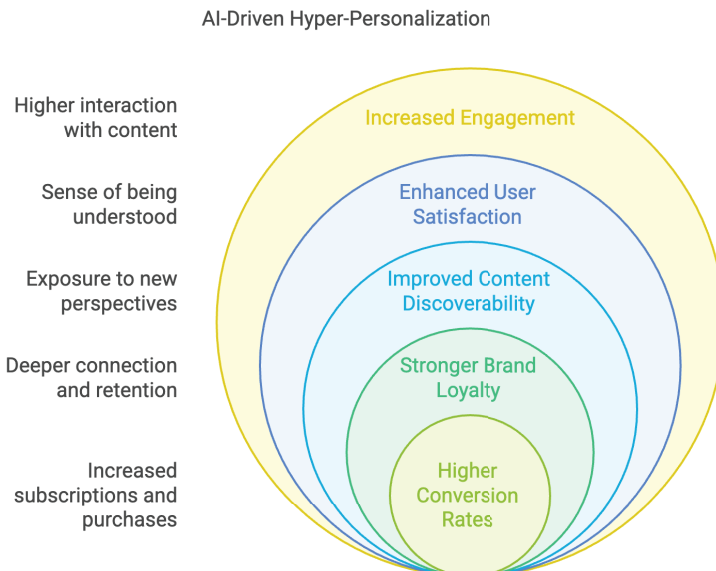 AI-Driven Hyper-Personalization
Higher interaction
with content
Increased Engagement
Sense of being
understood
Enhanced User
Satisfaction
Exposure to new
perspectives
Improved Content
Discoverability
Deeper connection
and retention
Stronger Brand
Loyalty
Increased
subscriptions and
purchases
Higher
Conversion
Rates